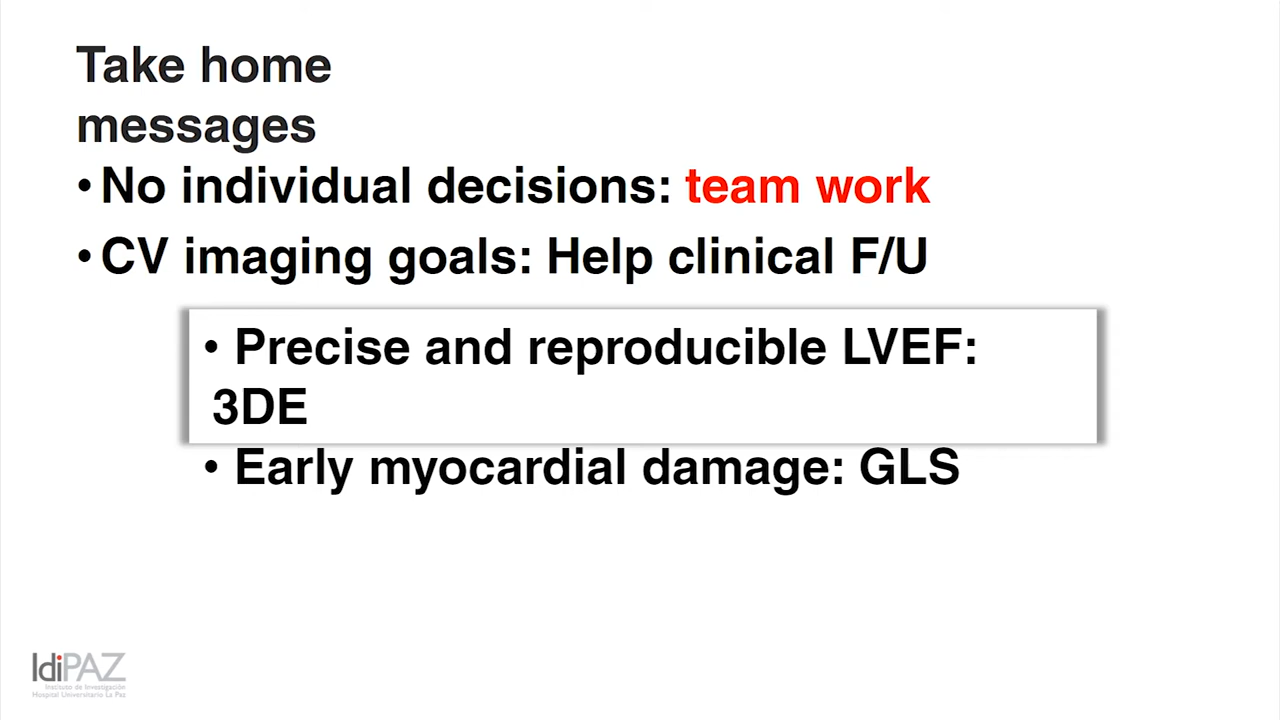 Take home
messages
• No individual decisions: team work
• CV imaging goals: Help clinical F/U
• Precise and reproducible LVEF:
3DE
• Early myocardial damage: GLS
IdiPAZ
Instituto de Investigación
Hospital Universitario La Paz